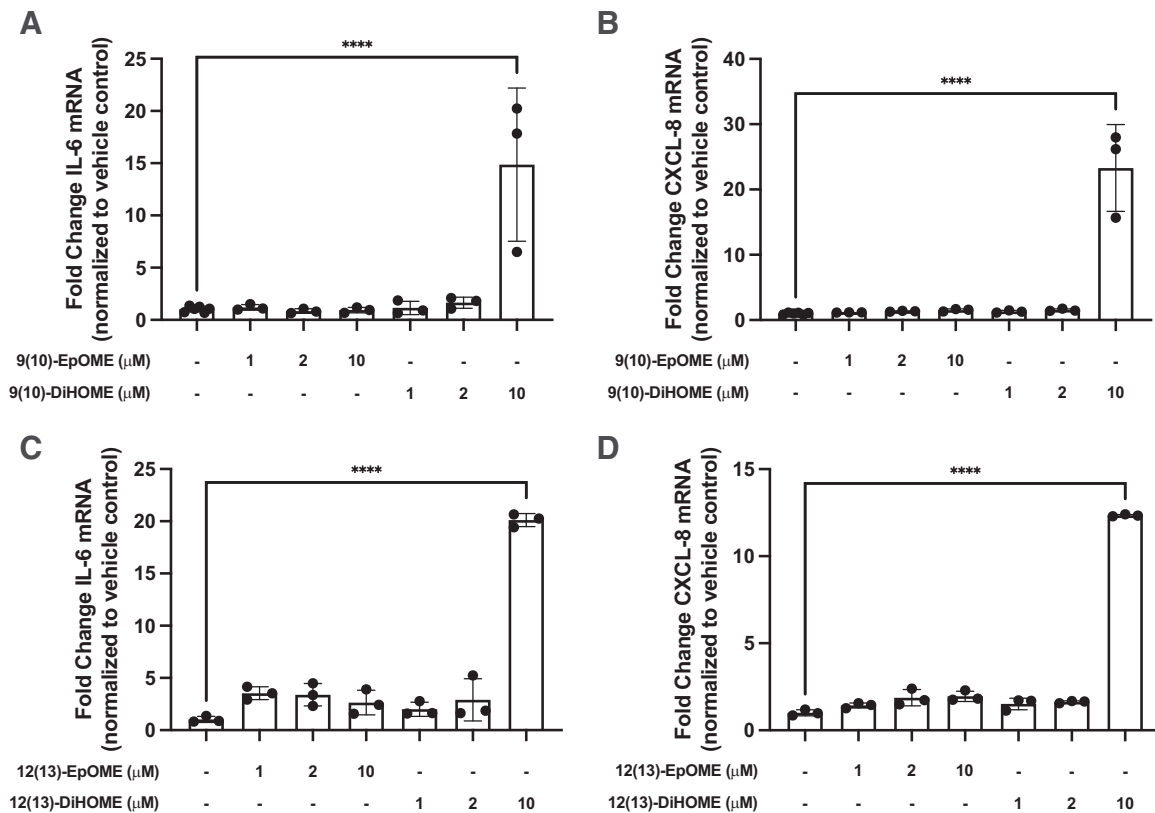 A
Fold Change IL-6 mRNA
(normalized to vehicle control)
25
20
15
10
5
0
****
9(10)-EpOME (μM) - 1 2 10 - - -
9(10)-DiHOME (μM) - - - - 1 2 10
B
Fold Change CXCL-8 mRNA
(normalized to vehicle control)
40
30
20
10
0
****
9(10)-EpOME (μM) - 1 2 10 - - -
9(10)-DiHOME (μM) - - - - 1 2 10
C
Fold Change IL-6 mRNA
(normalized to vehicle control)
25
20
15
10
5
0
****
12(13)-EpOME (μM) - 1 2 10 - - -
12(13)-DiHOME (μM) - - - - 1 2 10
D
Fold Change CXCL-8 mRNA
(normalized to vehicle control)
15
10
5
0
****
12(13)-EpOME (μM) - 1 2 10 - - -
12(13)-DiHOME (μM) - - - - 1 2 10